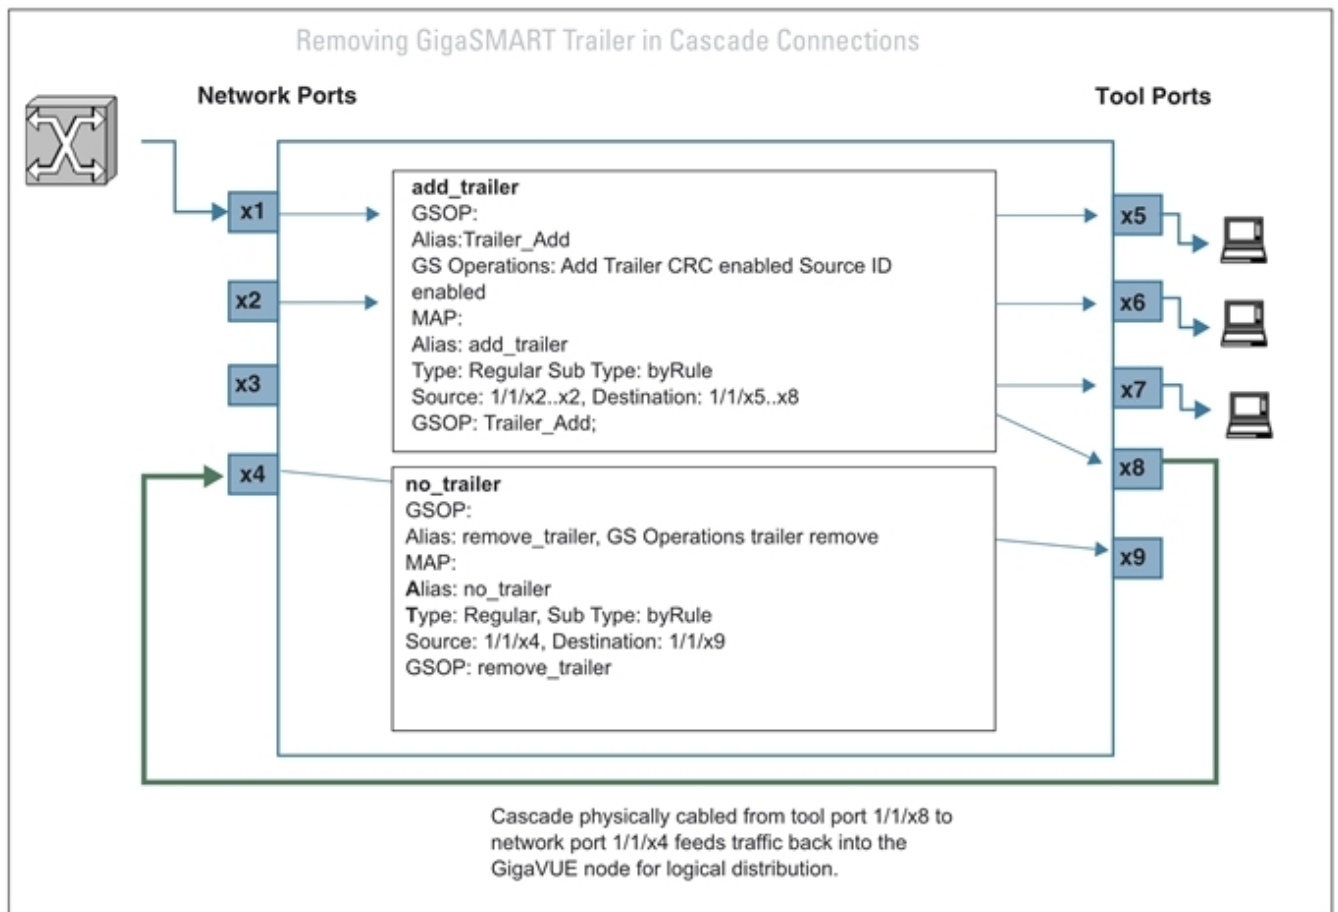 Removing GigaSMART Trailer in Cascade Connections
Network Ports
Tool Ports
x1
x2
x3
x4
add_trailer
GSOP:
Alias:Trailer_Add
GS Operations: Add Trailer CRC enabled Source ID
enabled
MAP:
Alias: add_trailer
Type: Regular Sub Type: byRule
Source: 1/1/x2..x2, Destination: 1/1/x5..x8
GSOP: Trailer_Add;
no_trailer
GSOP:
Alias: remove_trailer, GS Operations trailer remove
MAP:
Alias: no_trailer
Type: Regular, Sub Type: byRule
Source: 1/1/x4, Destination: 1/1/x9
GSOP: remove_trailer
x5
x6
x7
x8
x9
Cascade physically cabled from tool port 1/1/x8 to
network port 1/1/x4 feeds traffic back into the
GigaVUE node for logical distribution.